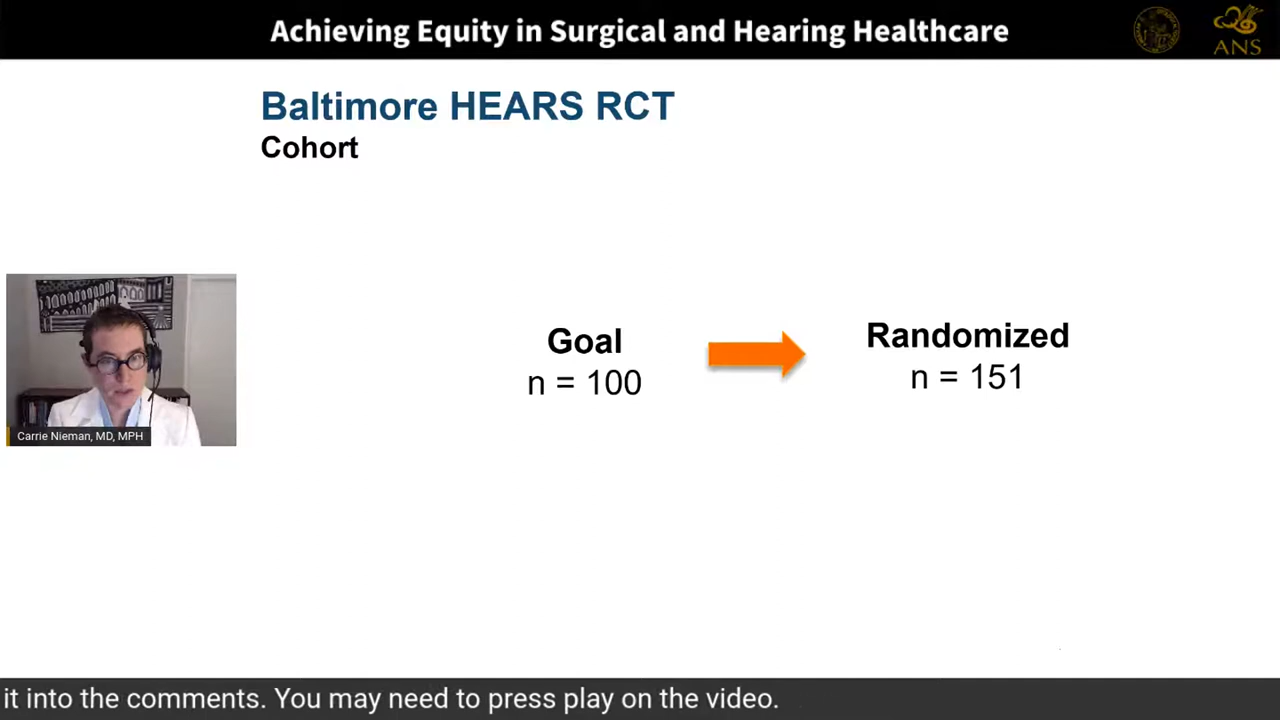 Achieving Equity in Surgical and Hearing Healthcare
ANS
Baltimore HEARS RCT
Cohort
Goal
n = 100
Randomized
n = 151
Carrie Nieman, MD, MPH
it into the comments. You may need to press play on the video.